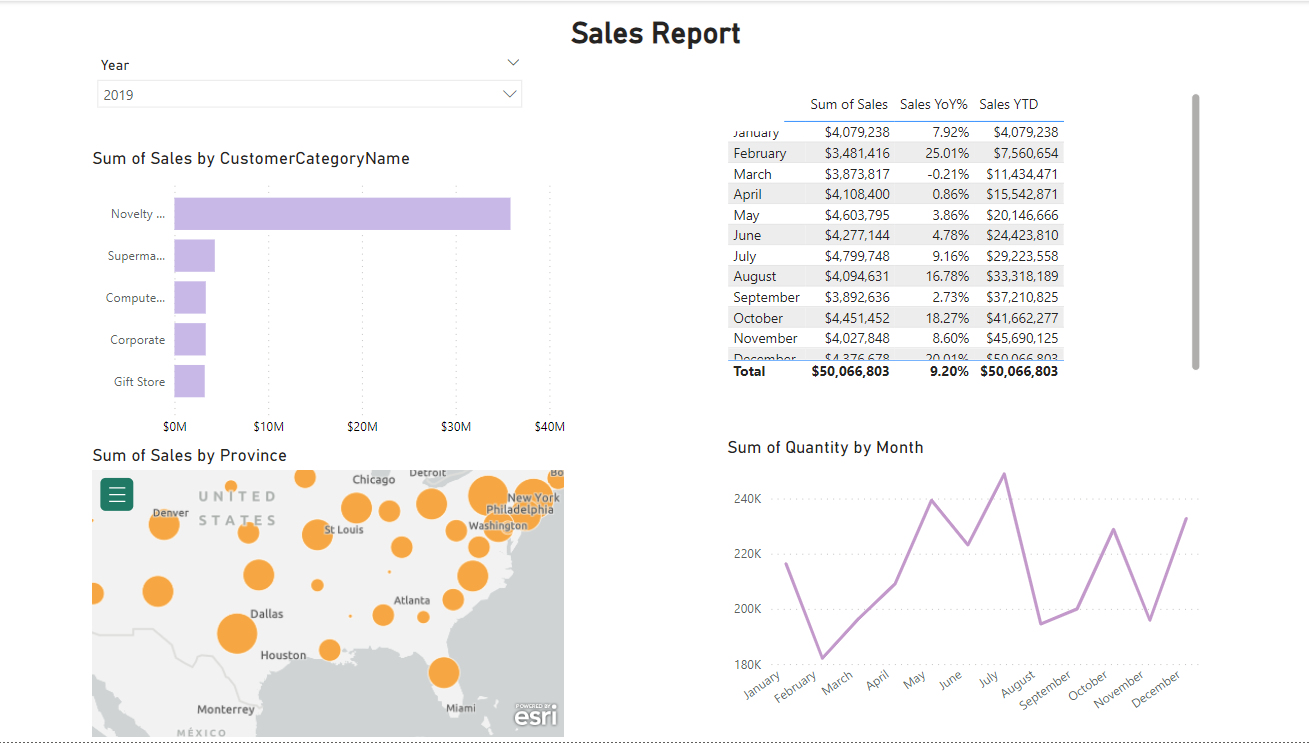 Sales Report
Year
2019
Sum of Sales by CustomerCategoryName
Novelty ...
Superma...
Compute...
Corporate
Gift Store
$0M $10M $20M $30M $40M
Sum of Sales by Province
UNITED
STATES
Chicago
Detroit
Bo
New York
Philadelphia
Washington
Denver
St Louis
Atlanta
Dallas
Houston
Miami
Monterrey
MÉXICO
POWERED BY
esri
Sum of Sales Sales YoY% Sales YTD
January $4,079,238 7.92% $4,079,238
February $3,481,416 25.01% $7,560,654
March $3,873,817 -0.21% $11,434,471
April $4,108,400 0.86% $15,542,871
May $4,603,795 3.86% $20,146,666
June $4,277,144 4.78% $24,423,810
July $4,799,748 9.16% $29,223,558
August $4,094,631 16.78% $33,318,189
September $3,892,636 2.73% $37,210,825
October $4,451,452 18.27% $41,662,277
November $4,027,848 8.60% $45,690,125
December $4,376,678 20.01% $50,066,803
Total $50,066,803 9.20% $50,066,803
Sum of Quantity by Month
240K
220K
200K
180K
January February March April May June July August September October November December